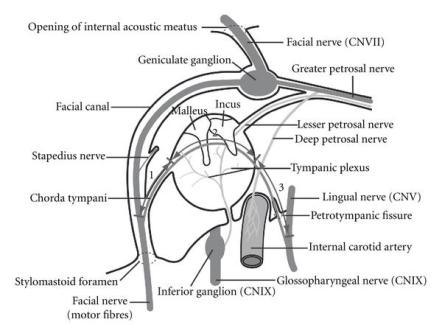 Opening of internal acoustic meatus
Facial nerve (CNVII)
Geniculate ganglion
Greater petrosal nerve
Facial canal
Malleus
Incus
2
Lesser petrosal nerve
Deep petrosal nerve
Stapedius nerve
Tympanic plexus
1
3
Chorda tympani
Lingual nerve (CNV)
Petrotympanic fissure
Internal carotid artery
Stylomastoid foramen
Glossopharyngeal nerve (CNIX)
Inferior ganglion (CNIX)
Facial nerve
(motor fibres)